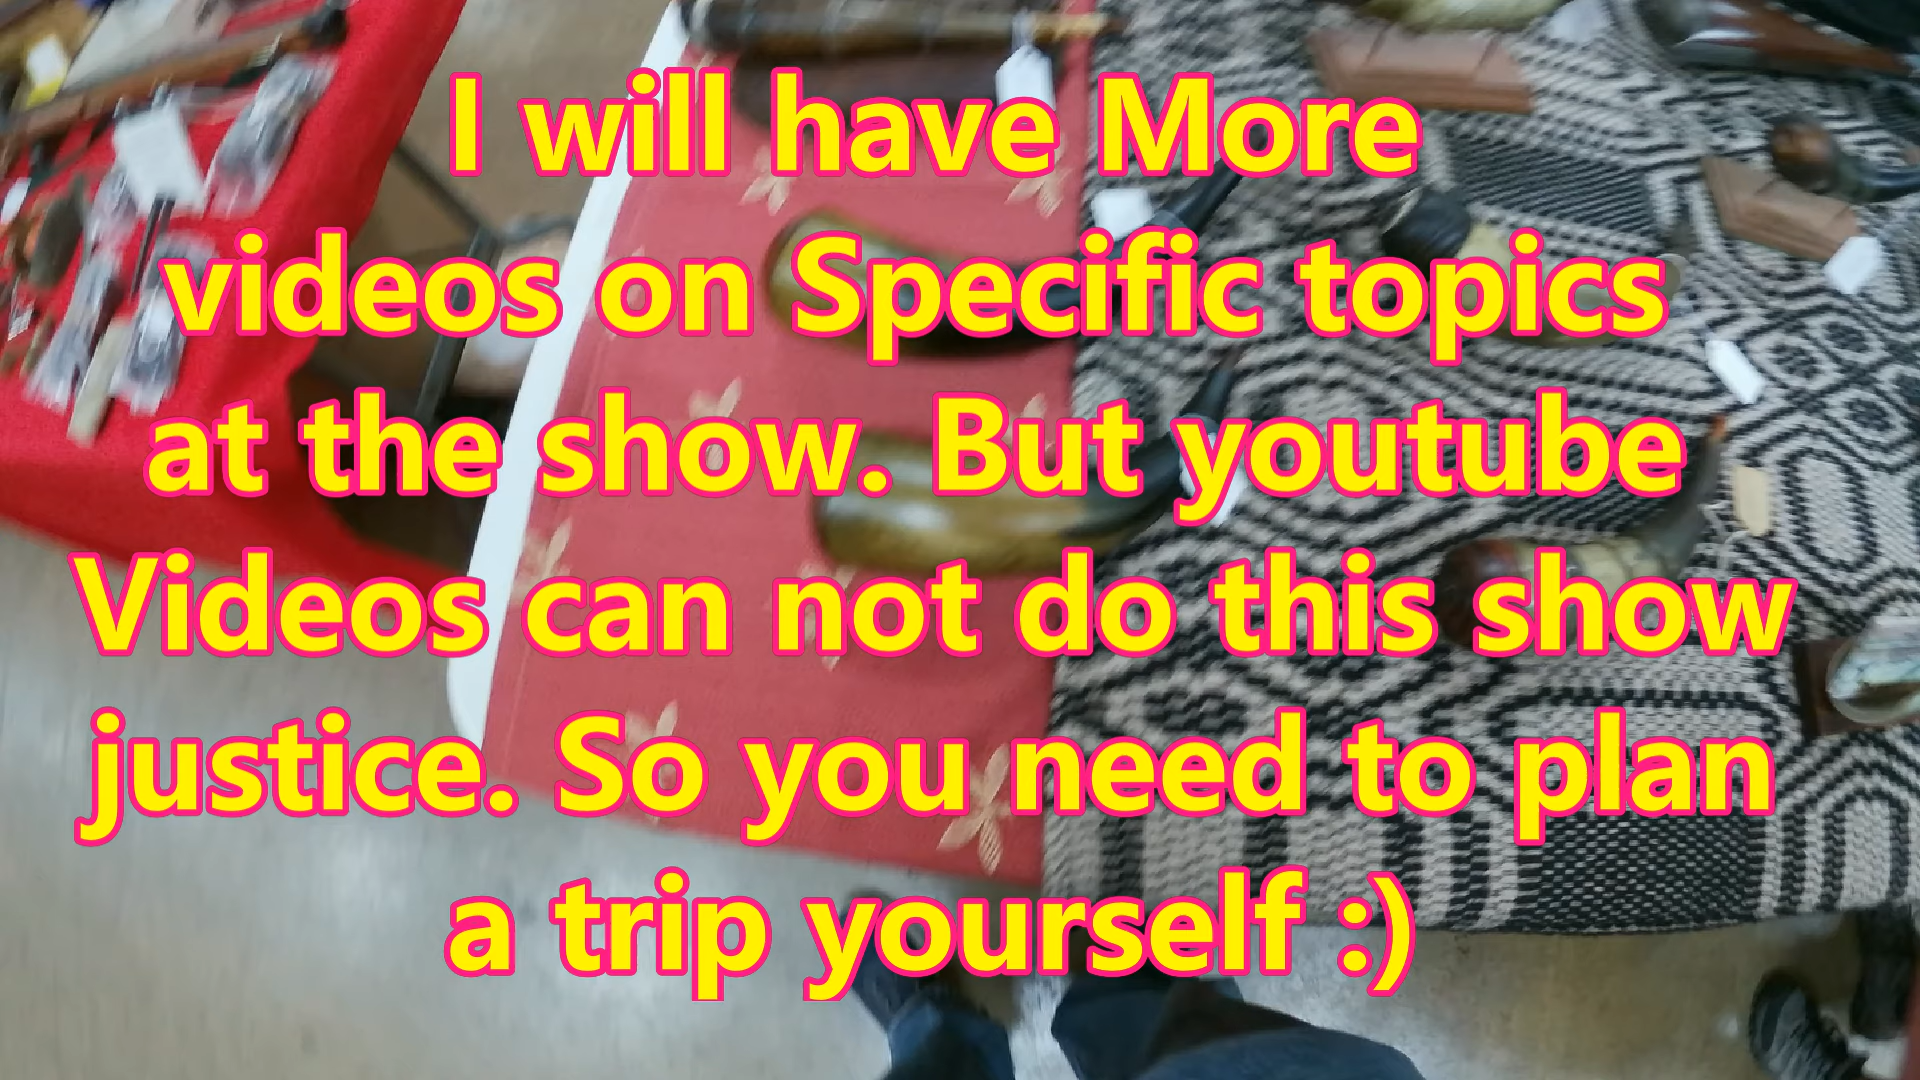 I will have More
videos on Specific topics
at the show. But youtube
Videos can not do this show
justice. So you need to plan
a trip yourself :)